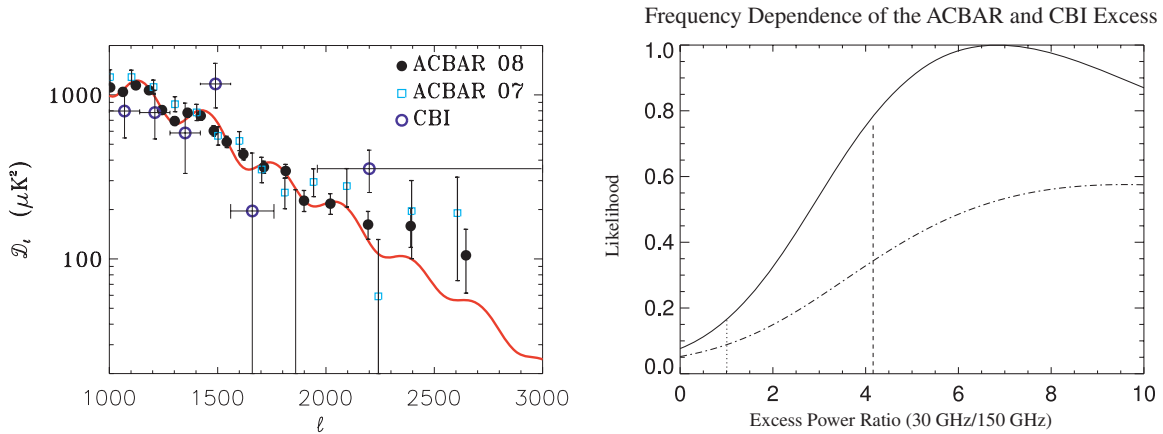 Frequency Dependence of the ACBAR and CBI Excess
ACBAR 08
ACBAR 07
CBI
1000
100
𝒟ℓ (μK²)
1000 1500 2000 2500 3000
ℓ
1.0
0.8
0.6
0.4
0.2
0.0
Likelihood
0 2 4 6 8 10
Excess Power Ratio (30 GHz/150 GHz)